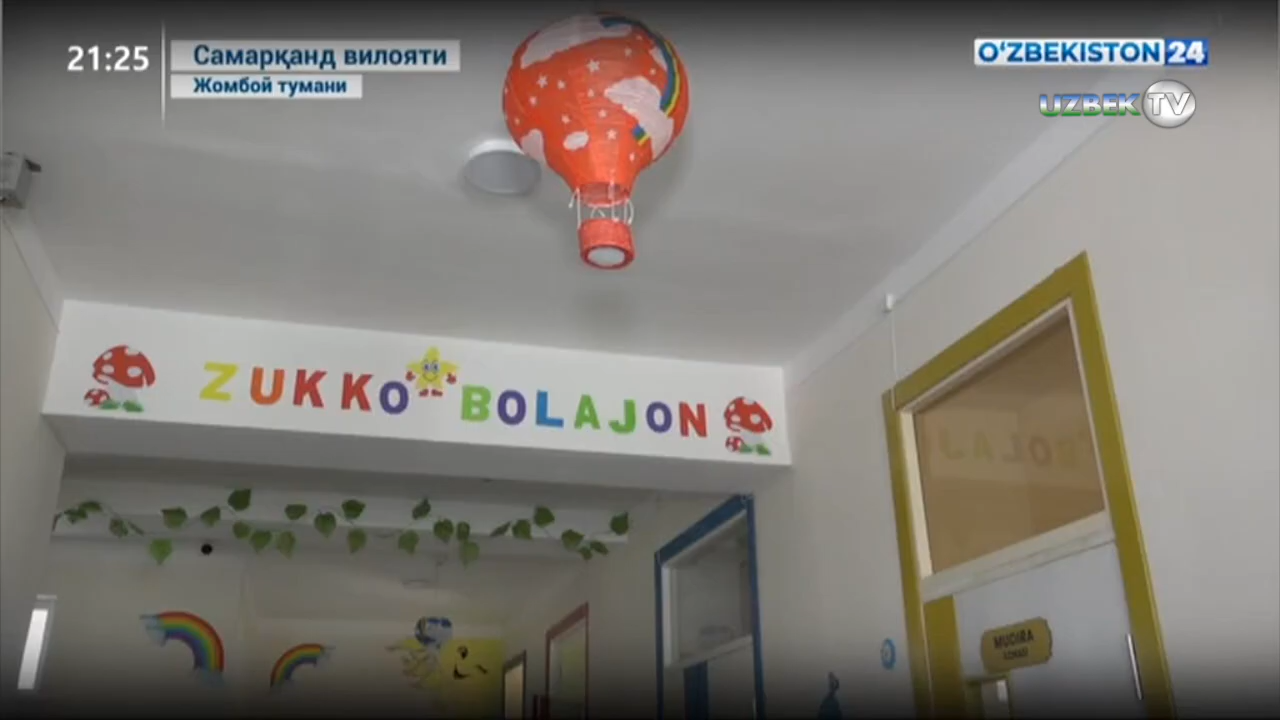 21:25
Самарқанд вилояти
Жомбой тумани
O‘ZBEKISTON 24
UZBEK TV
ZUKKO BOLAJON
MUDIRA